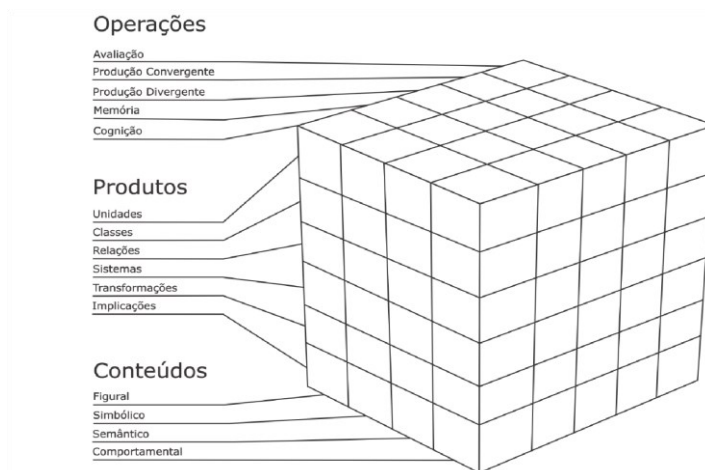 Operações
Avaliação
Produção Convergente
Produção Divergente
Memória
Cognição
Produtos
Unidades
Classes
Relações
Sistemas
Transformações
Implicações
Conteúdos
Figural
Simbólico
Semântico
Comportamental